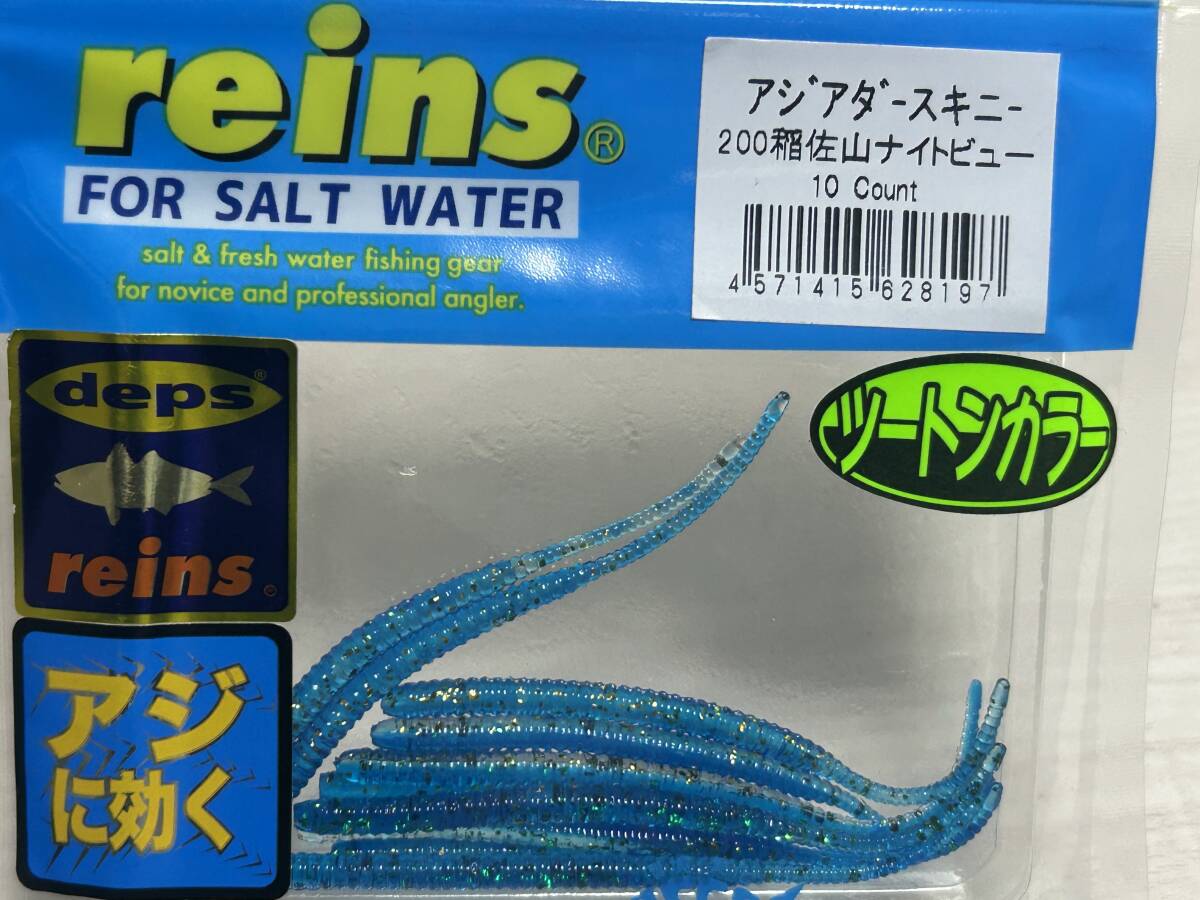 reins®
FOR SALT WATER
salt & fresh water fishing gear
for novice and professional angler.
アジアダースキニー
200稲佐山ナイトビュー
10 Count
4 571415 628197
deps®
reins
ツートンカラー
アジ
に効く